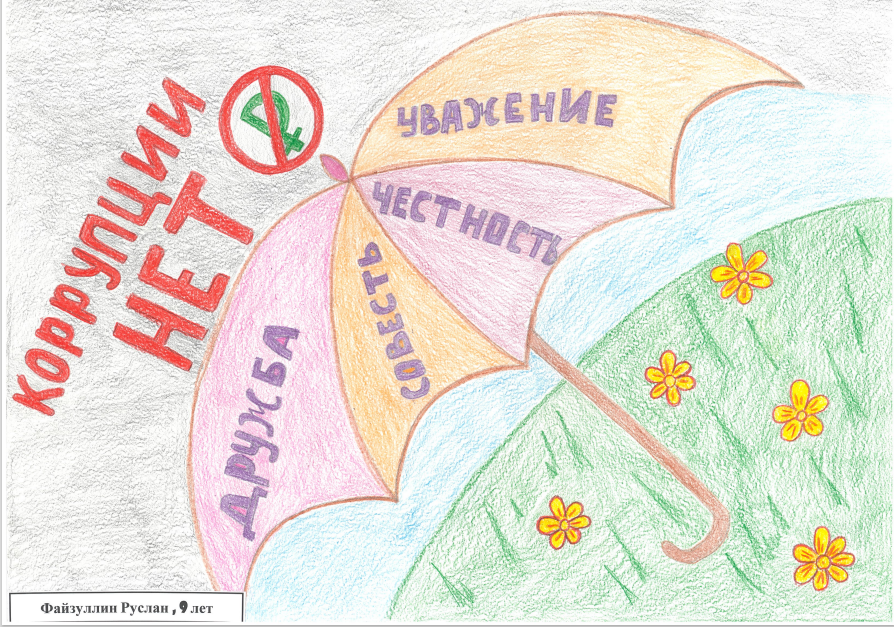 КОРРУПЦИИ
НЕТ
₽
УВАЖЕНИЕ
ЧЕСТНОСТЬ
СОВЕСТЬ
ДРУЖБА
Файзуллин Руслан , 9 лет